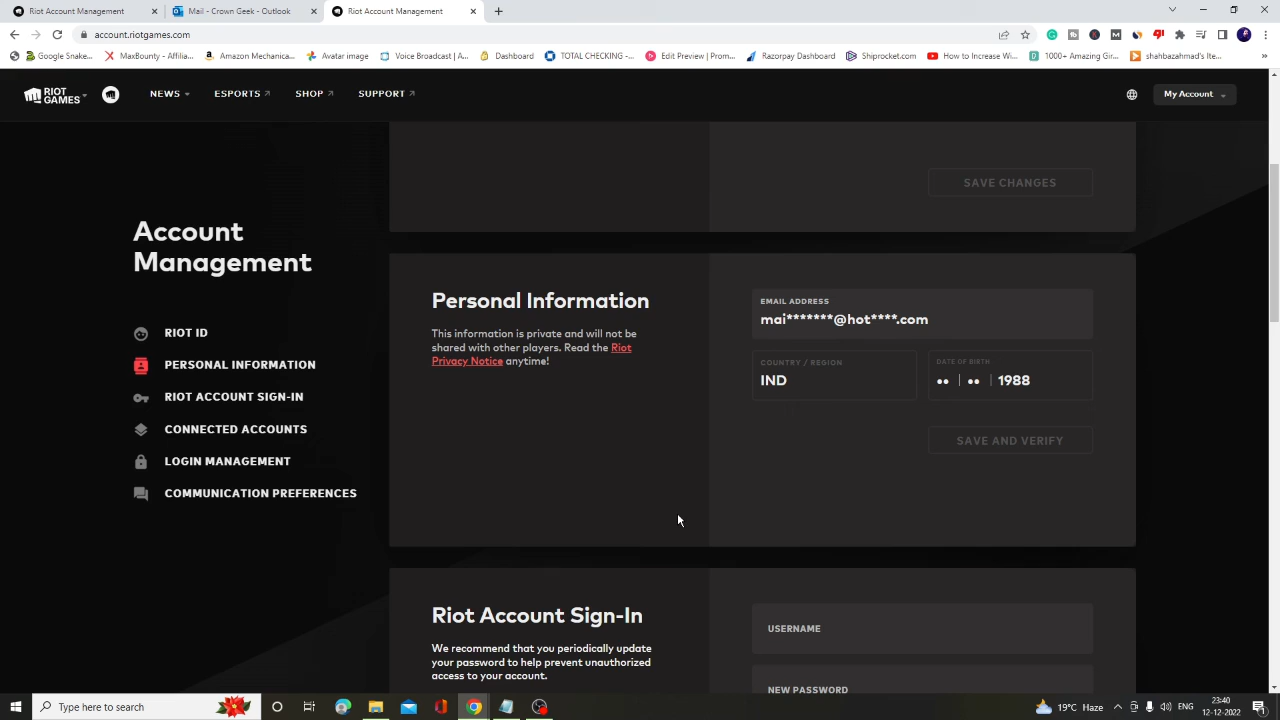 Riot Account Management
Mail - Crown Geek - Outlook
Riot Account Management
account.riotgames.com
Google Snake...
MaxBounty - Affilia...
Amazon Mechanica...
Avatar image
Voice Broadcast (A...
Dashboard
TOTAL CHECKING -...
Edit Preview | Prom...
Razorpay Dashboard
Shiprocket.com
How to Increase Wi...
1000+ Amazing Gir...
shahbazahmad's Ite...
»
RIOT
GAMES
NEWS
ESPORTS
SHOP
SUPPORT
My Account
SAVE CHANGES
Account
Management
RIOT ID
PERSONAL INFORMATION
RIOT ACCOUNT SIGN-IN
CONNECTED ACCOUNTS
LOGIN MANAGEMENT
COMMUNICATION PREFERENCES
Personal Information
This information is private and will not be
shared with other players. Read the Riot
Privacy Notice anytime!
EMAIL ADDRESS
mai*******@hot****.com
COUNTRY / REGION
IND
DATE OF BIRTH
•• | •• | 1988
SAVE AND VERIFY
Riot Account Sign-In
We recommend that you periodically update
your password to help prevent unauthorized
access to your account.
USERNAME
NEW PASSWORD
Type here to search
19°C Haze
ENG
23:40
12-12-2022